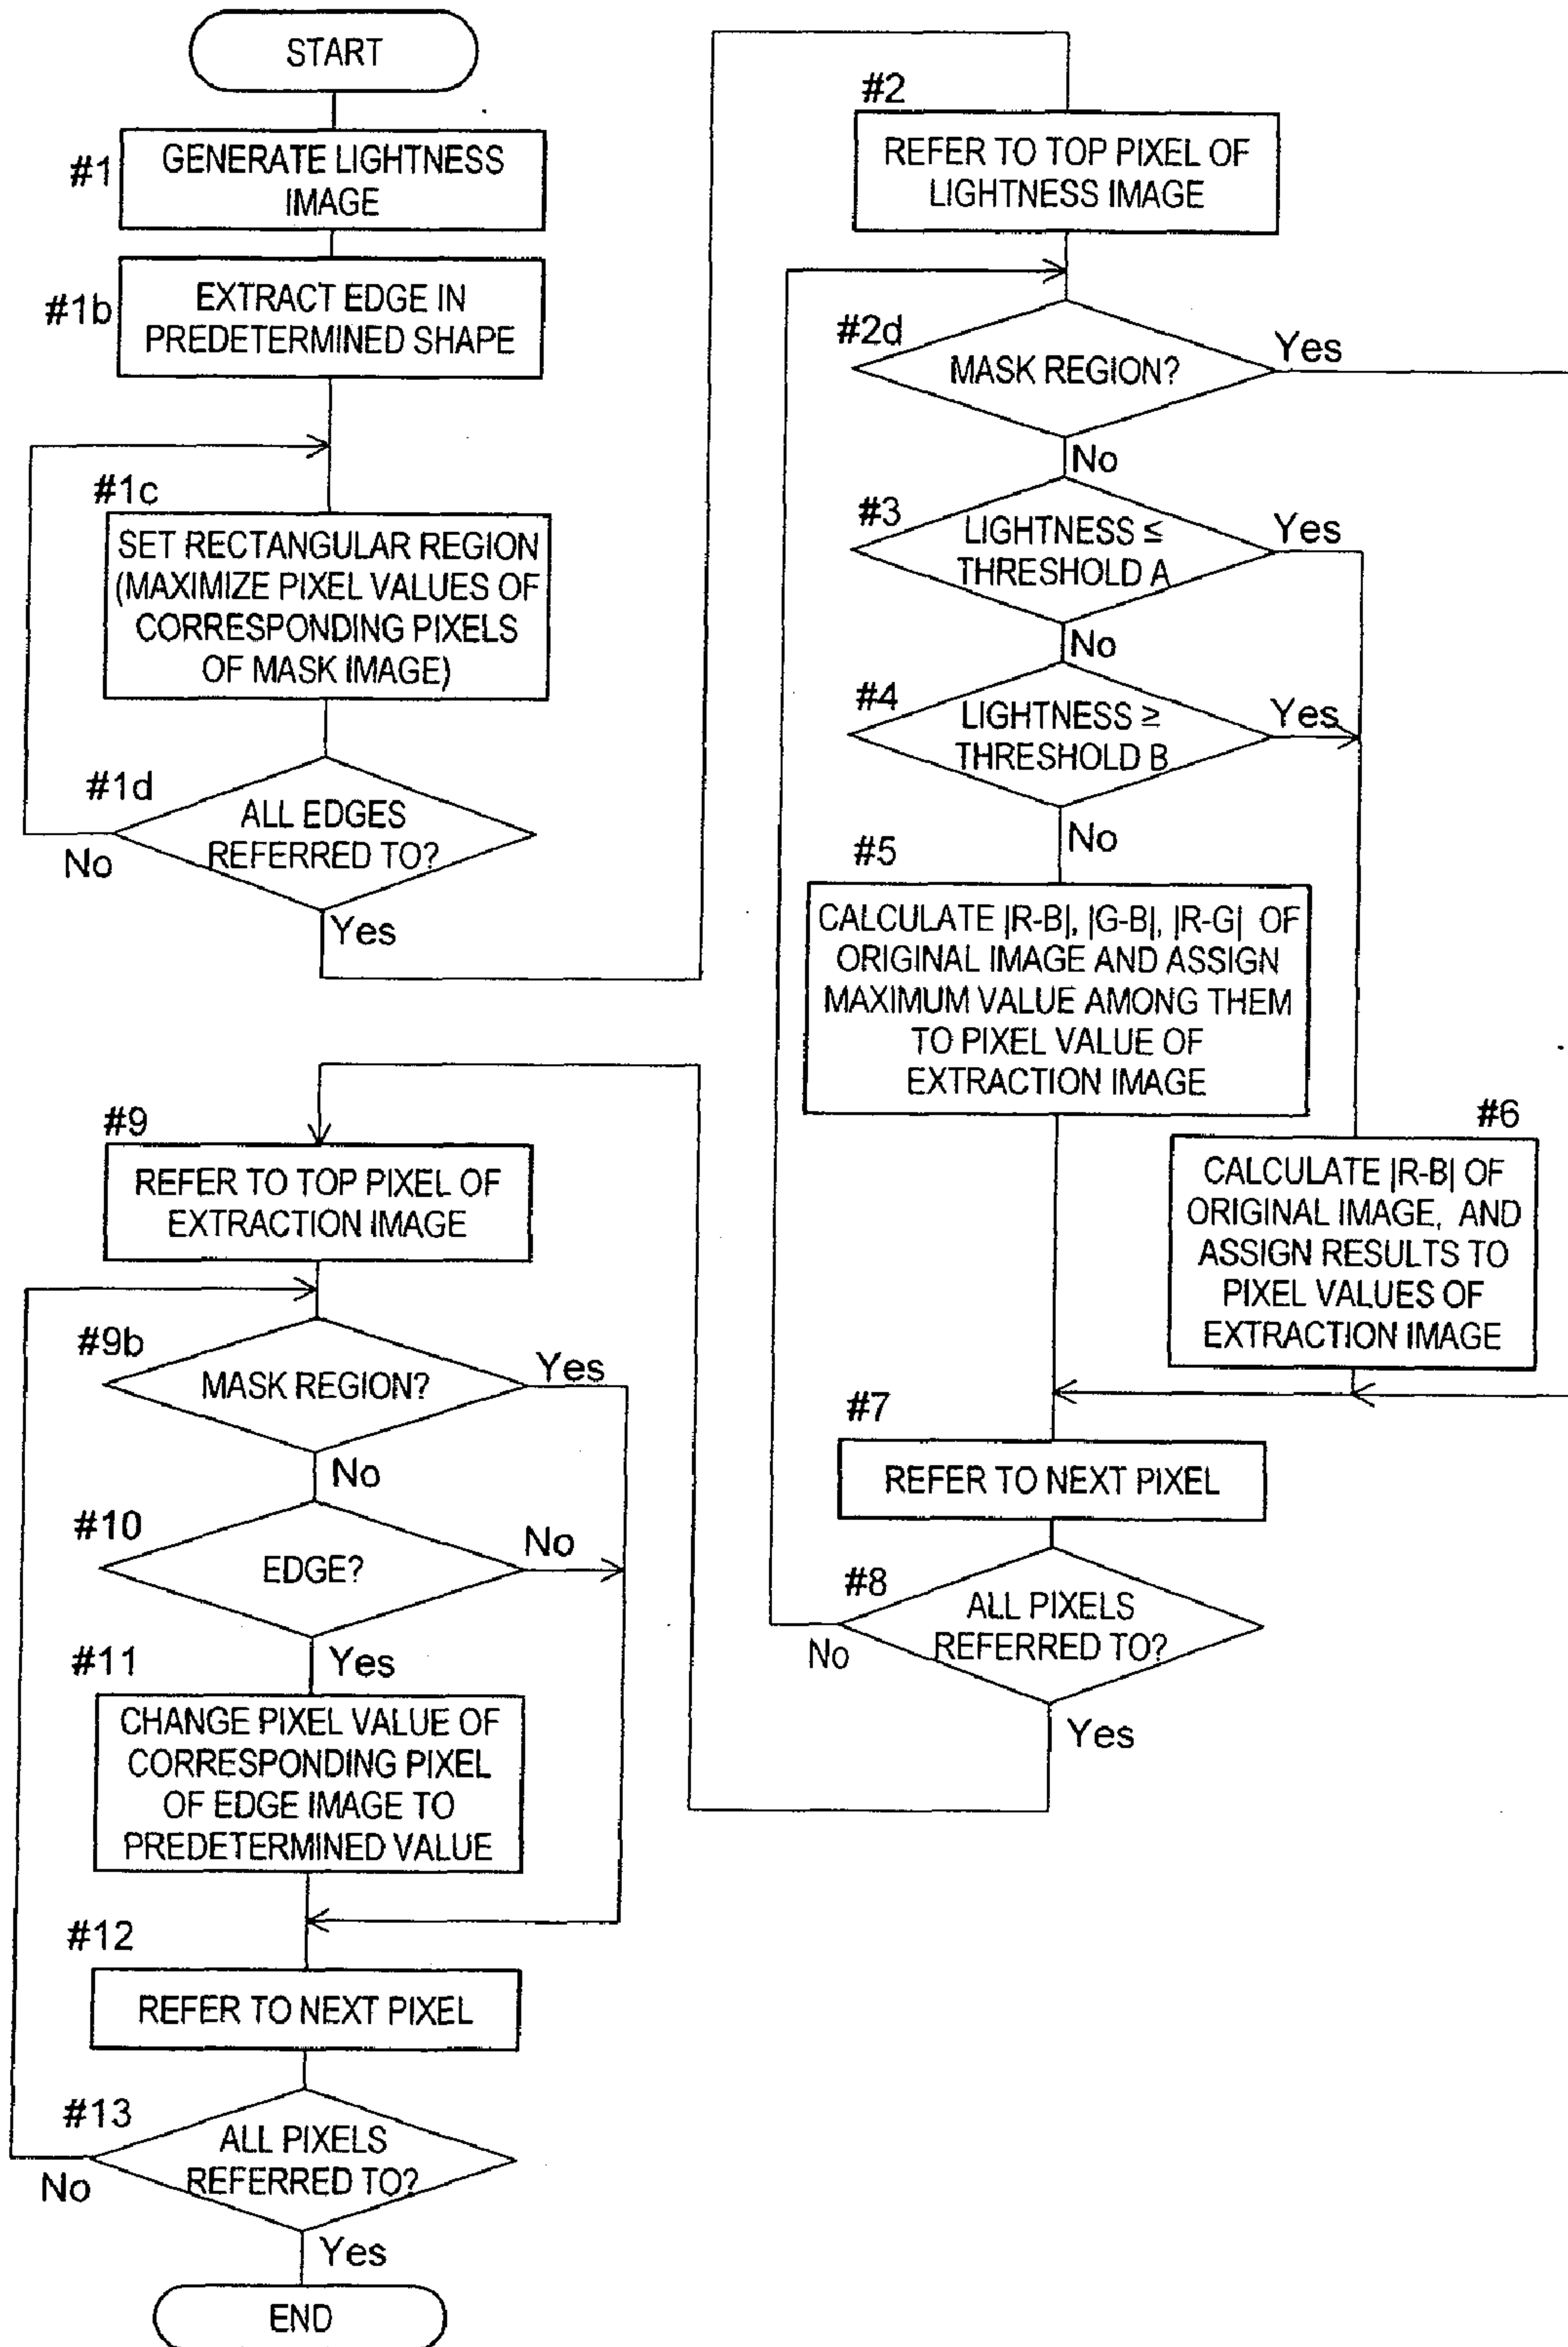 START
#1
GENERATE LIGHTNESS
IMAGE
#1b
EXTRACT EDGE IN
PREDETERMINED SHAPE
#1c
SET RECTANGULAR REGION
(MAXIMIZE PIXEL VALUES OF
CORRESPONDING PIXELS
OF MASK IMAGE)
#1d
ALL EDGES
REFERRED TO?
No
Yes
#2
REFER TO TOP PIXEL OF
LIGHTNESS IMAGE
#2d
MASK REGION?
Yes
No
#3
LIGHTNESS ≤
THRESHOLD A
Yes
No
#4
LIGHTNESS ≥
THRESHOLD B
Yes
No
#5
CALCULATE |R-B|, |G-B|, |R-G| OF
ORIGINAL IMAGE AND ASSIGN
MAXIMUM VALUE AMONG THEM
TO PIXEL VALUE OF
EXTRACTION IMAGE
#6
CALCULATE |R-B| OF
ORIGINAL IMAGE, AND
ASSIGN RESULTS TO
PIXEL VALUES OF
EXTRACTION IMAGE
#7
REFER TO NEXT PIXEL
#8
ALL PIXELS
REFERRED TO?
No
Yes
#9
REFER TO TOP PIXEL OF
EXTRACTION IMAGE
#9b
MASK REGION?
Yes
No
#10
EDGE?
No
Yes
#11
CHANGE PIXEL VALUE OF
CORRESPONDING PIXEL
OF EDGE IMAGE TO
PREDETERMINED VALUE
#12
REFER TO NEXT PIXEL
#13
ALL PIXELS
REFERRED TO?
No
Yes
END